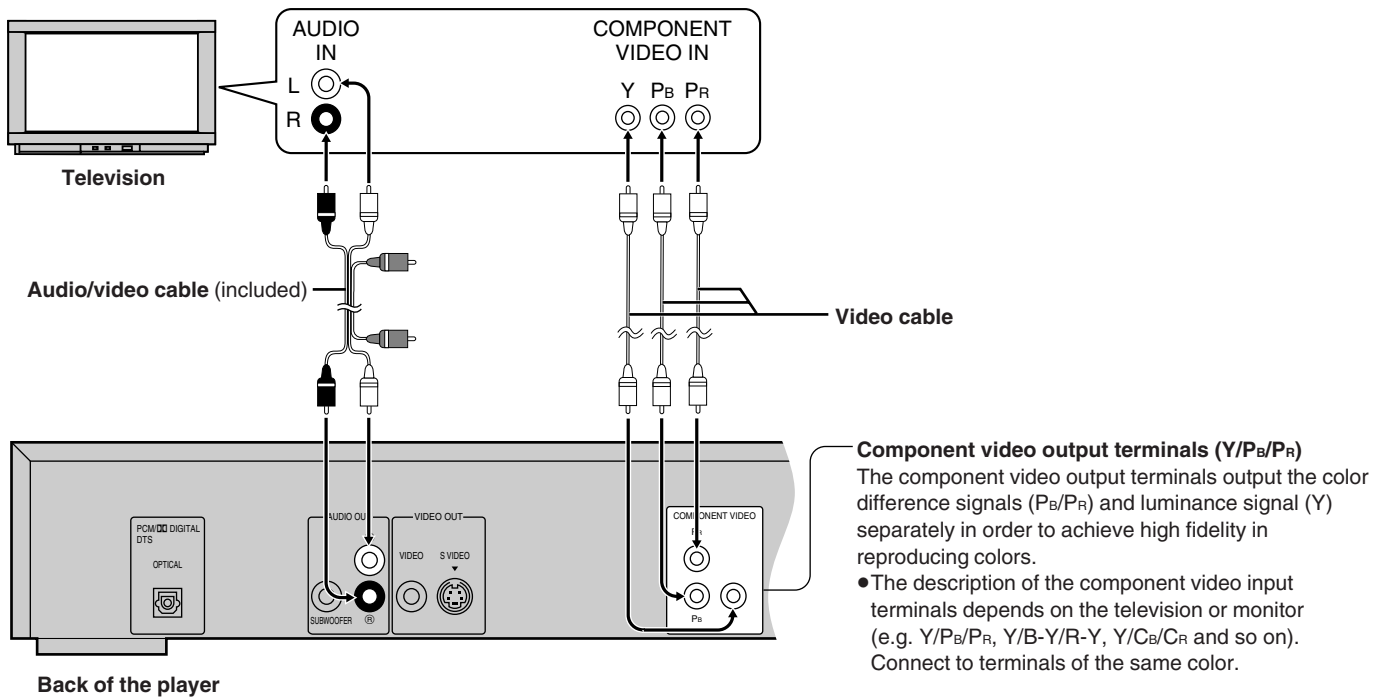 AUDIO
IN
L
R
COMPONENT
VIDEO IN
Y PB PR
Television
Audio/video cable (included)
Video cable
PCM/DD DIGITAL
DTS
OPTICAL
AUDIO OUT
SUBWOOFER
R
VIDEO OUT
VIDEO
S VIDEO
COMPONENT VIDEO
PR
PB
Component video output terminals (Y/PB/PR)
The component video output terminals output the color
difference signals (PB/PR) and luminance signal (Y)
separately in order to achieve high fidelity in
reproducing colors.
●The description of the component video input
terminals depends on the television or monitor
(e.g. Y/PB/PR, Y/B-Y/R-Y, Y/CB/CR and so on).
Connect to terminals of the same color.
Back of the player